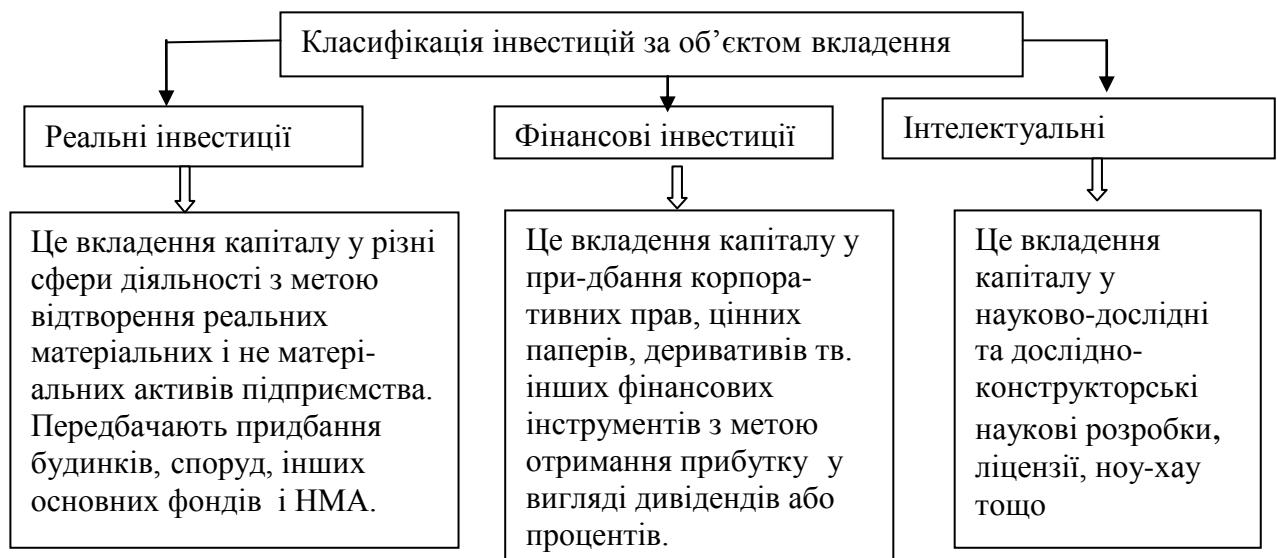 Класифікація інвестицій за об’єктом вкладення
Реальні інвестиції
Фінансові інвестиції
Інтелектуальні
Це вкладення капіталу у різні
сфери діяльності з метою
відтворення реальних
матеріальних і не матері-
альних активів підприємства.
Передбачають придбання
будинків, споруд, інших
основних фондів і НМА.
Це вкладення капіталу у
при-дбання корпора-
тивних прав, цінних
паперів, деривативів тв.
інших фінансових
інструментів з метою
отримання прибутку у
вигляді дивідендів або
процентів.
Це вкладення
капіталу у
науково-дослідні
та дослідно-
конструкторські
наукові розробки,
ліцензії, ноу-хау
тощо